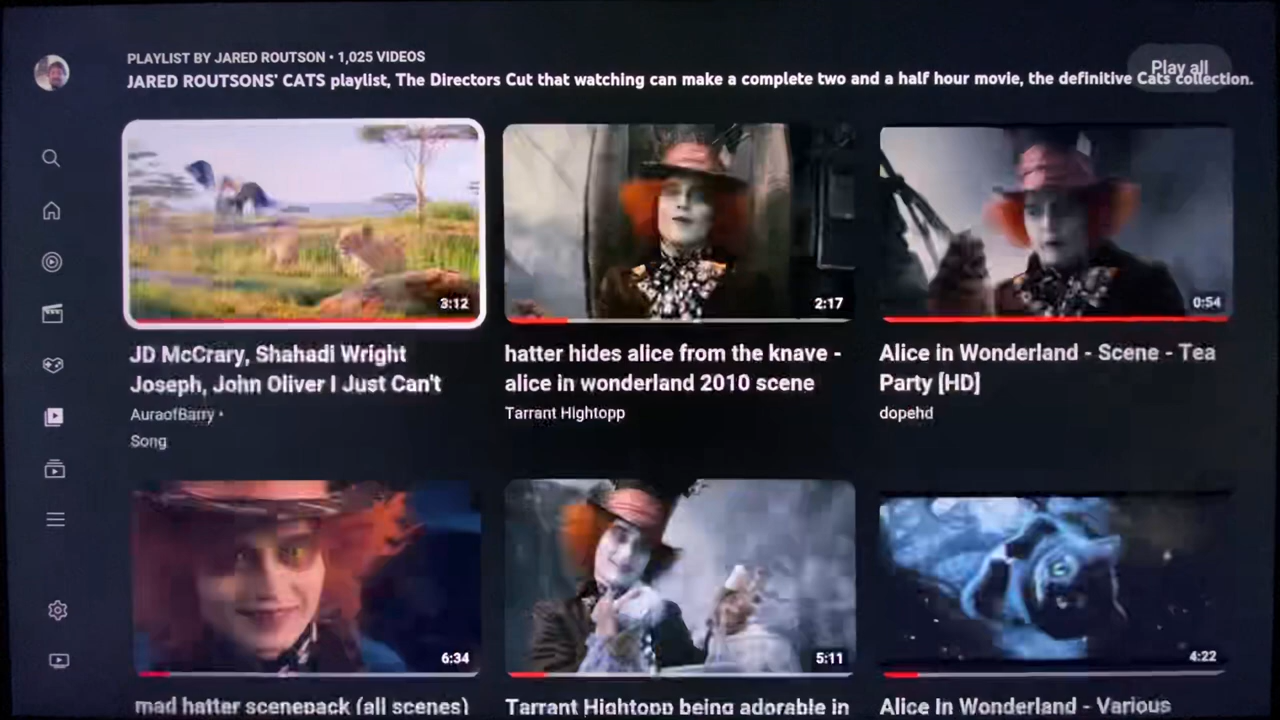 PLAYLIST BY JARED ROUTSON • 1,025 VIDEOS
JARED ROUTSONS' CATS playlist, The Directors Cut that watching can make a complete two and a half hour movie, the definitive Cats collection.
Play all
3:12
2:17
0:54
JD McCrary, Shahadi Wright
Joseph, John Oliver I Just Can't
AuraofBarry •
Song
hatter hides alice from the knave -
alice in wonderland 2010 scene
Tarrant Hightopp
Alice in Wonderland - Scene - Tea
Party [HD]
dopehd
6:34
5:11
4:22
mad hatter scenepack (all scenes)
Tarrant Hightopp being adorable in
Alice In Wonderland - Various